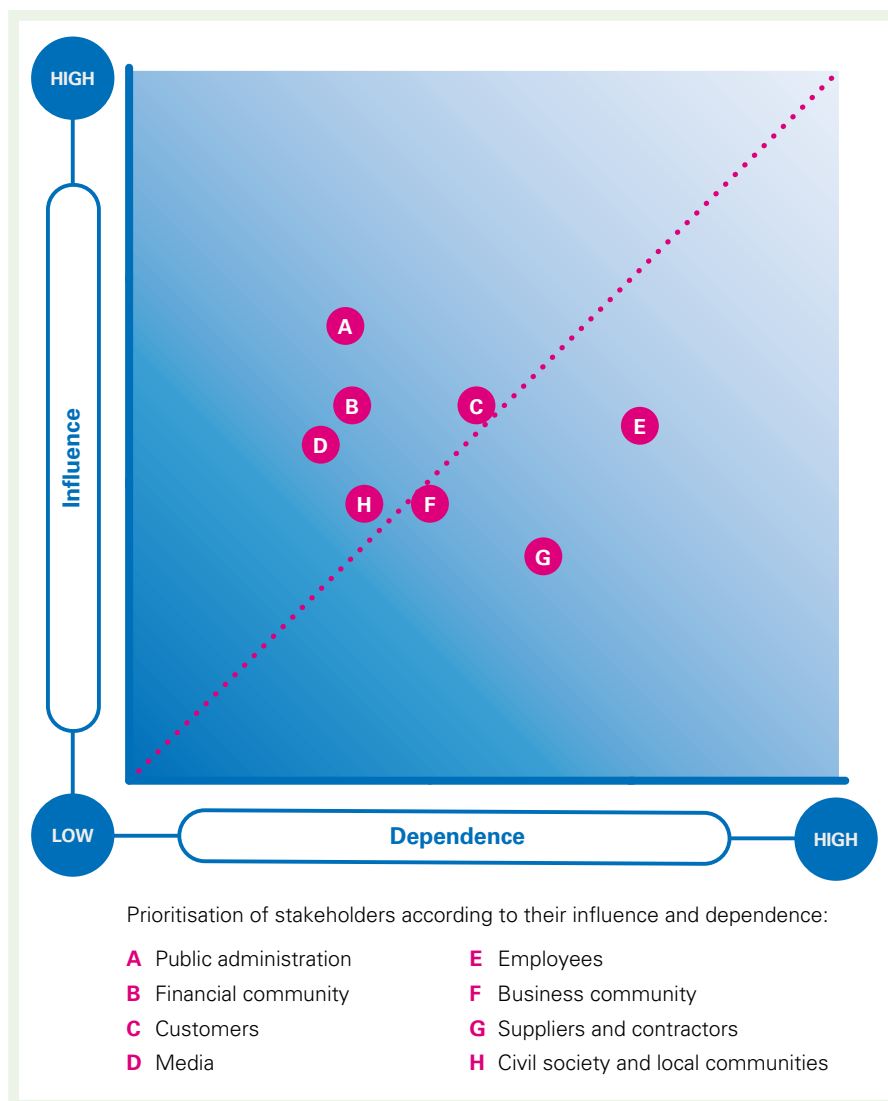 HIGH
A
B
C
D
E
H
F
G
Influence
LOW
Dependence
HIGH
Prioritisation of stakeholders according to their influence and dependence:
A Public administration
B Financial community
C Customers
D Media
E Employees
F Business community
G Suppliers and contractors
H Civil society and local communities